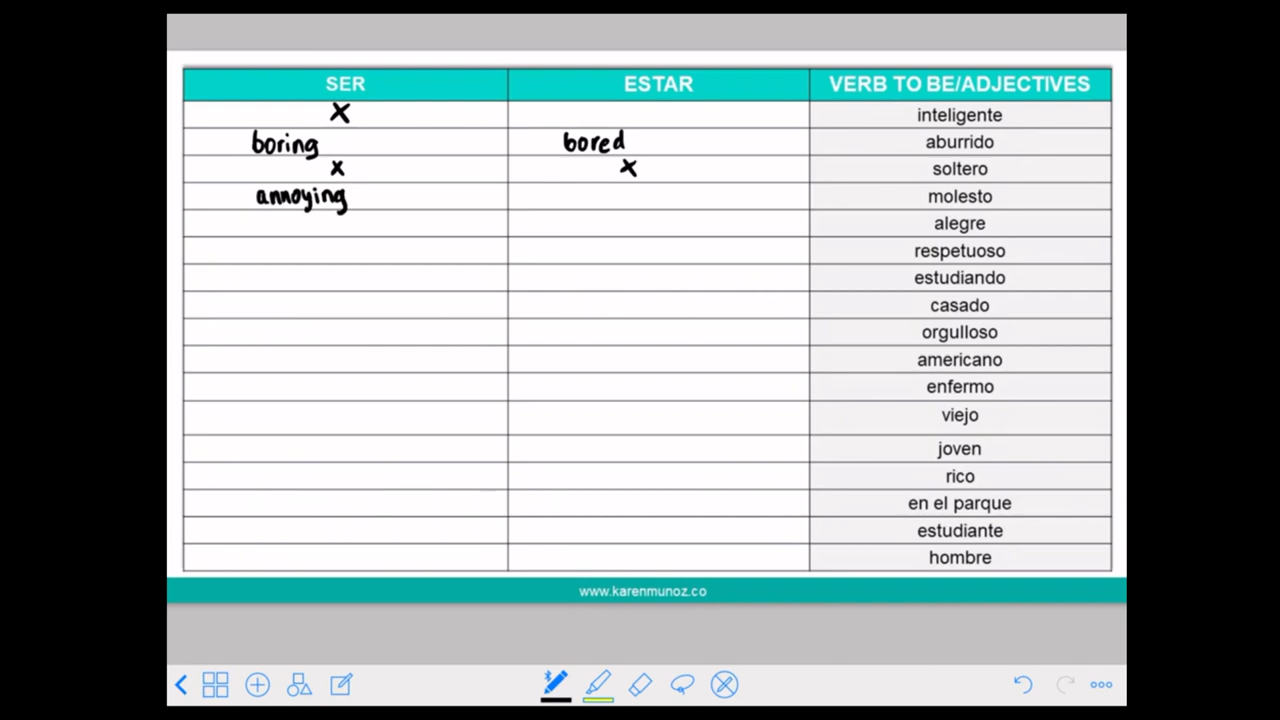 SER ESTAR VERB TO BE/ADJECTIVES
x inteligente
boring bored aburrido
x x soltero
annoying molesto
alegre
respetuoso
estudiando
casado
orgulloso
americano
enfermo
viejo
joven
rico
en el parque
estudiante
hombre
www.karenmunoz.co